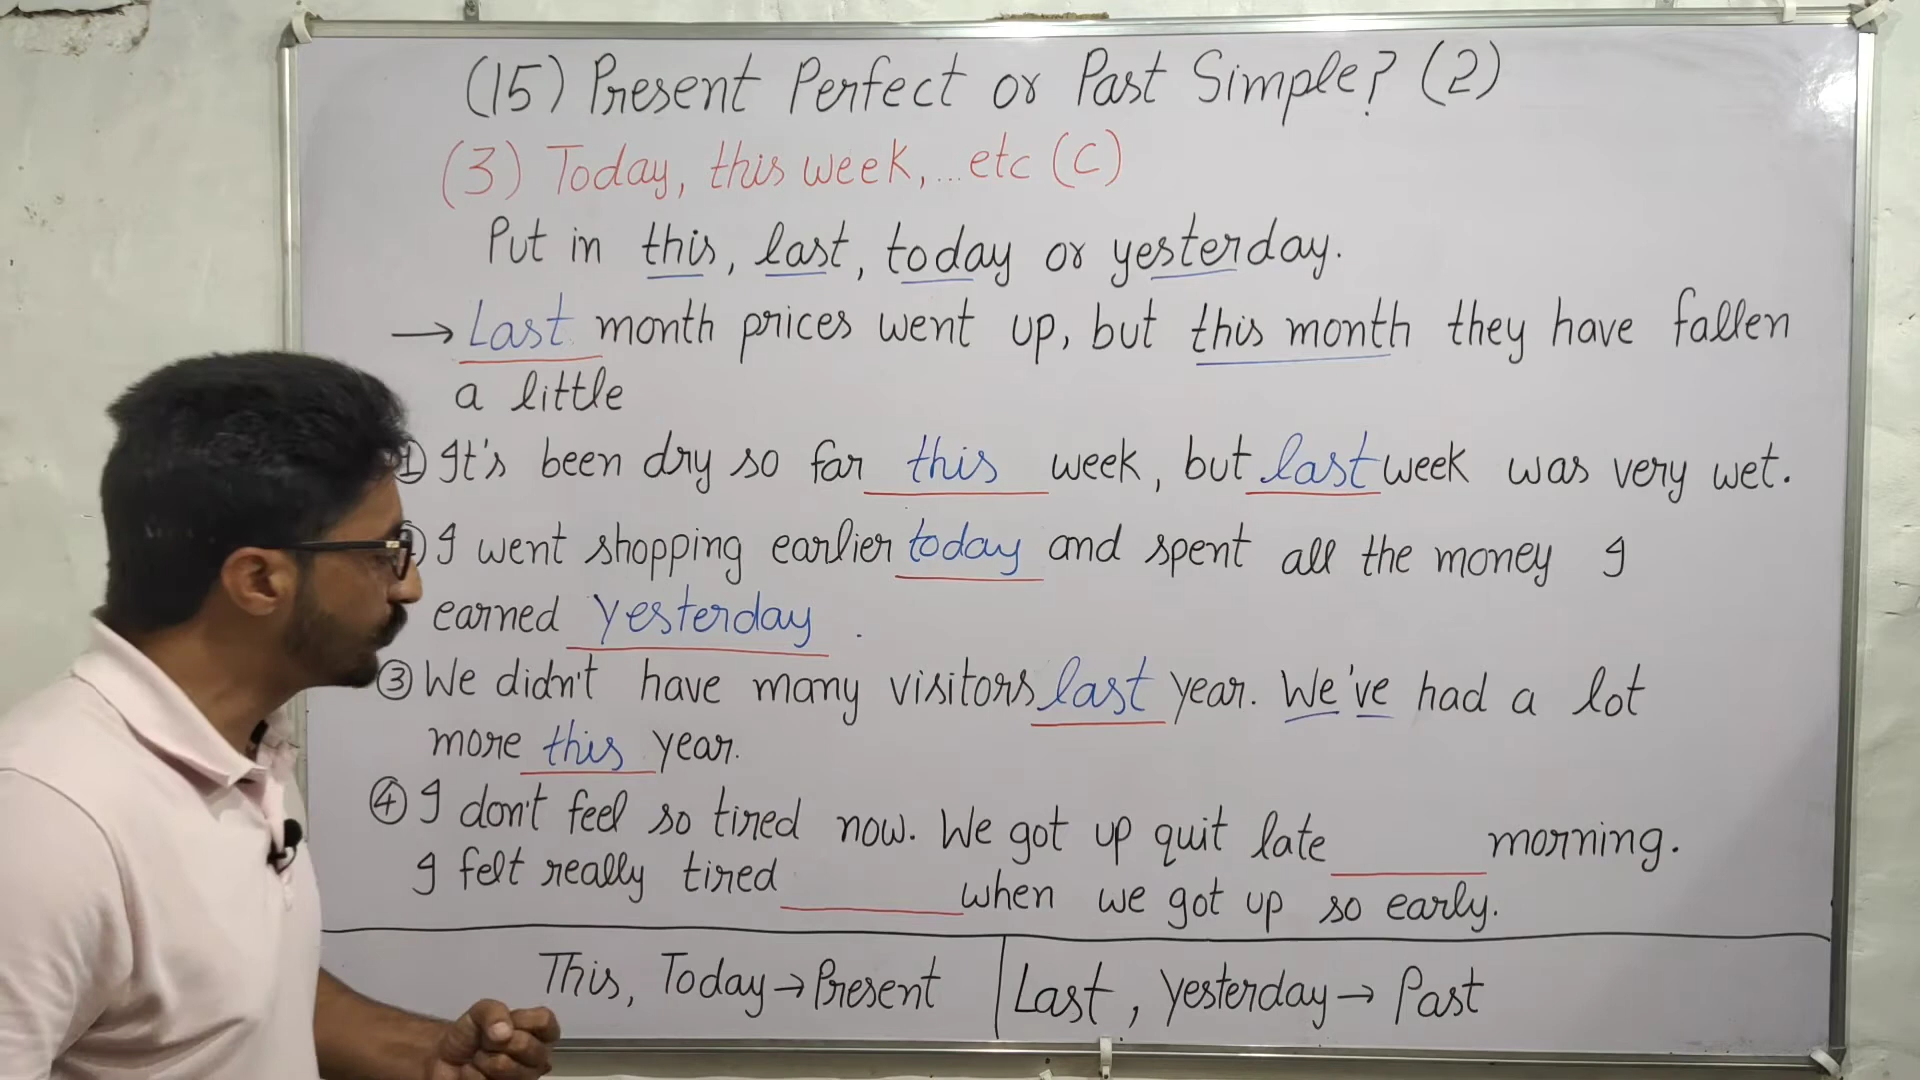 (15) Present Perfect or Past Simple? (2)
(3) Today, this week,...etc (C)
Put in this, last, today or yesterday.
→ Last month prices went up, but this month they have fallen
a little
① It's been dry so far this week, but last week was very wet.
I went shopping earlier today and spent all the money I
earned yesterday.
③ We didn't have many visitors last year. We've had a lot
more this year.
④ I don't feel so tired now. We got up quit late ____ morning.
I felt really tired ____ when we got up so early.
This, Today → Present | Last, yesterday → Past